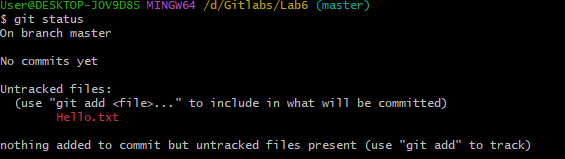 User@DESKTOP-JOV9D8S MINGW64 /d/Gitlabs/Lab6 (master)
$ git status
On branch master
No commits yet
Untracked files:
(use "git add <file>..." to include in what will be committed)
Hello.txt
nothing added to commit but untracked files present (use "git add" to track)